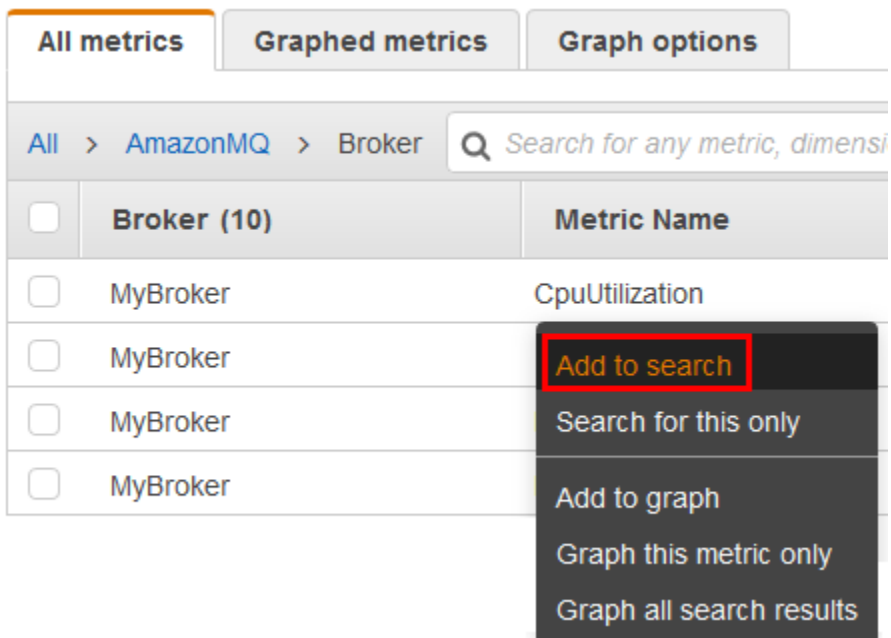 All metrics Graphed metrics Graph options
All > AmazonMQ > Broker Search for any metric, dimensi
Broker (10) Metric Name
MyBroker CpuUtilization
MyBroker Add to search
MyBroker Search for this only
MyBroker Add to graph
Graph this metric only
Graph all search results